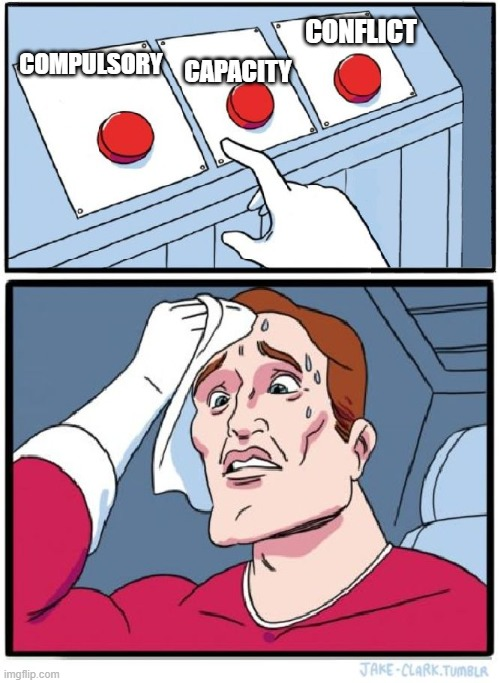 COMPULSORY
CAPACITY
CONFLICT
JAKE-CLARK.TUMBLR
imgflip.com